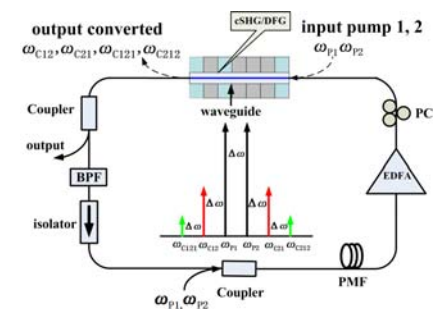 output converted
ω_C12, ω_C21, ω_C121, ω_C212
cSHG/DFG
input pump 1, 2
ω_P1 ω_P2
waveguide
Coupler
output
BPF
isolator
PC
EDFA
Δω
Δω Δω
Δω Δω
ω_C121 ω_C12 ω_P1 ω_P2 ω_C21 ω_C212
PMF
ω_P1, ω_P2
Coupler